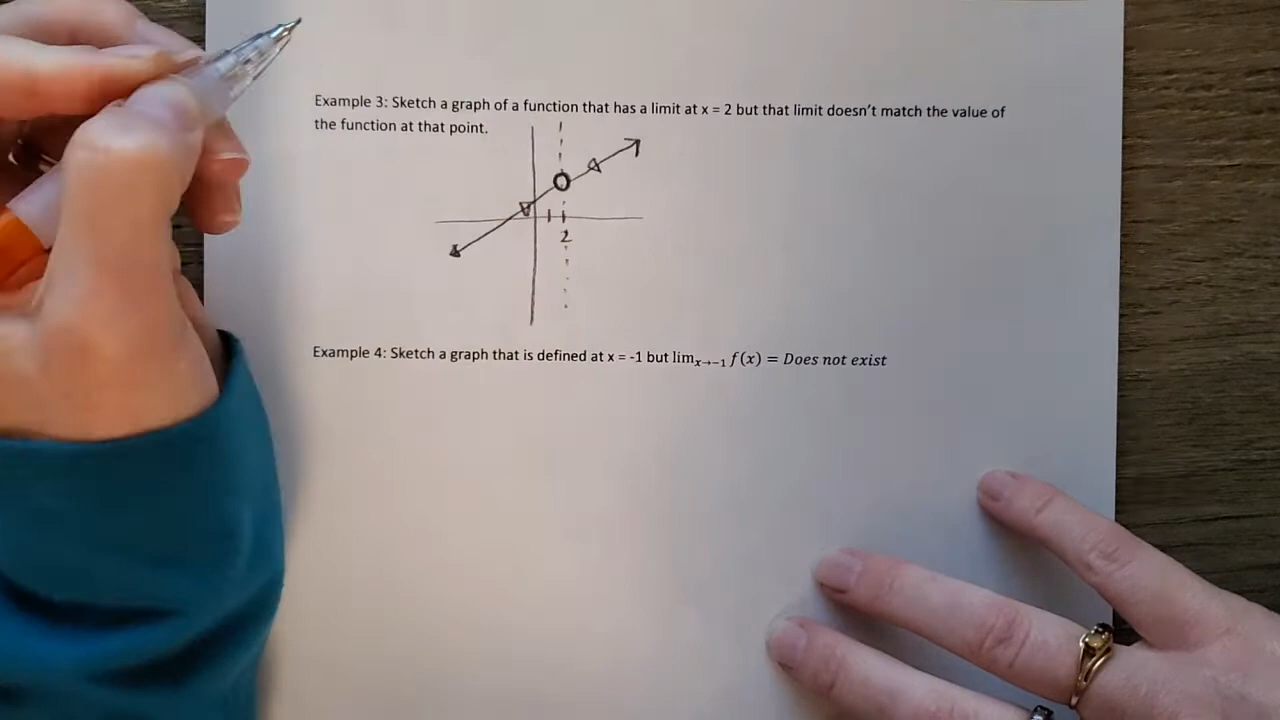 Example 3: Sketch a graph of a function that has a limit at x = 2 but that limit doesn't match the value of
the function at that point.
2
Example 4: Sketch a graph that is defined at x = -1 but limₓ→₋₁ 𝑓(𝑥) = 𝐷𝑜𝑒𝑠 𝑛𝑜𝑡 𝑒𝑥𝑖𝑠𝑡